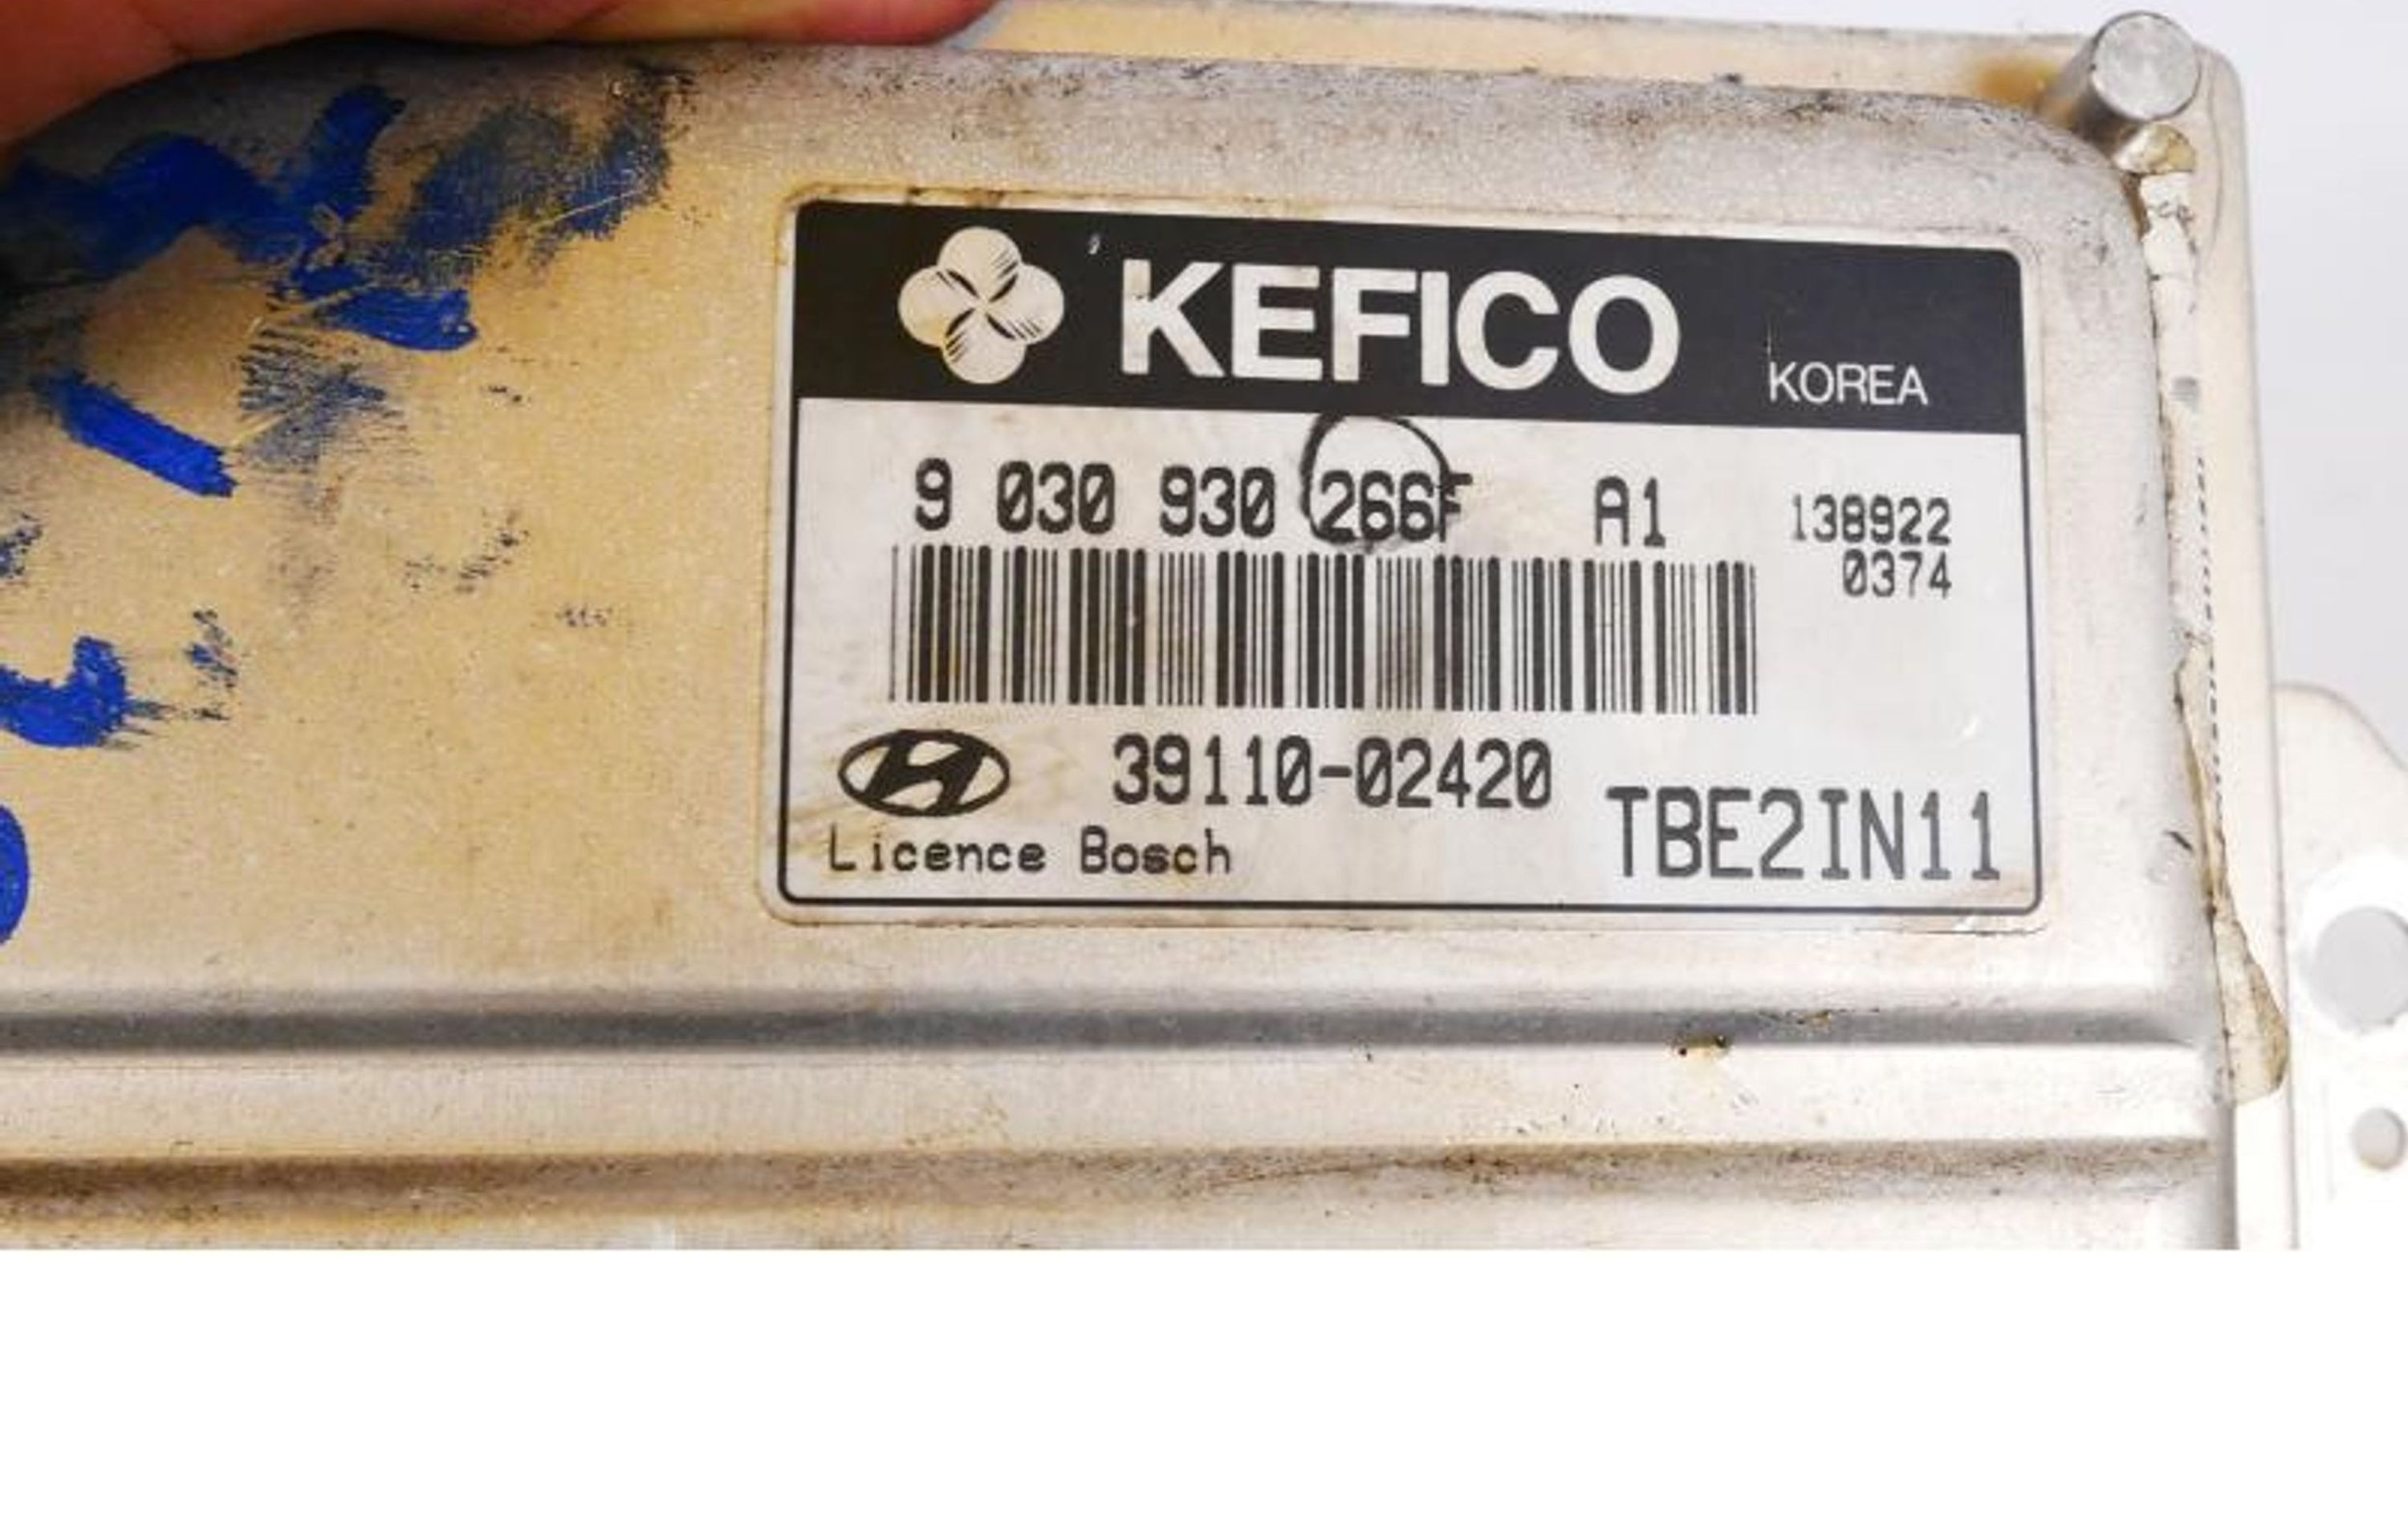 KEFICO KOREA
9 030 930 266F A1 138922
0374
39110-02420
Licence Bosch TBE2IN11